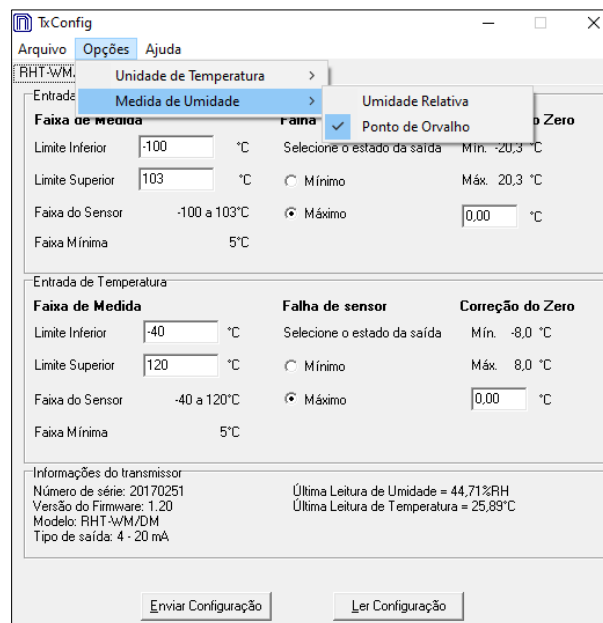 TxConfig
Arquivo Opções Ajuda
RHT-WM
Unidade de Temperatura >
Medida de Umidade >
Umidade Relativa
✓ Ponto de Orvalho
Entrada
Faixa de Medida Falha o Zero
Limite Inferior -100 °C Selecione o estado da saída Mín. -20,3 °C
Limite Superior 103 °C Mínimo Máx. 20,3 °C
Faixa do Sensor -100 a 103°C Máximo 0,00 °C
Faixa Mínima 5°C
Entrada de Temperatura
Faixa de Medida Falha de sensor Correção do Zero
Limite Inferior -40 °C Selecione o estado da saída Mín. -8,0 °C
Limite Superior 120 °C Mínimo Máx. 8,0 °C
Faixa do Sensor -40 a 120°C Máximo 0,00 °C
Faixa Mínima 5°C
Informações do transmissor
Número de série: 20170251 Última Leitura de Umidade = 44,71%RH
Versão do Firmware: 1.20 Última Leitura de Temperatura = 25,89°C
Modelo: RHT-WM/DM
Tipo de saída: 4 - 20 mA
Enviar Configuração Ler Configuração